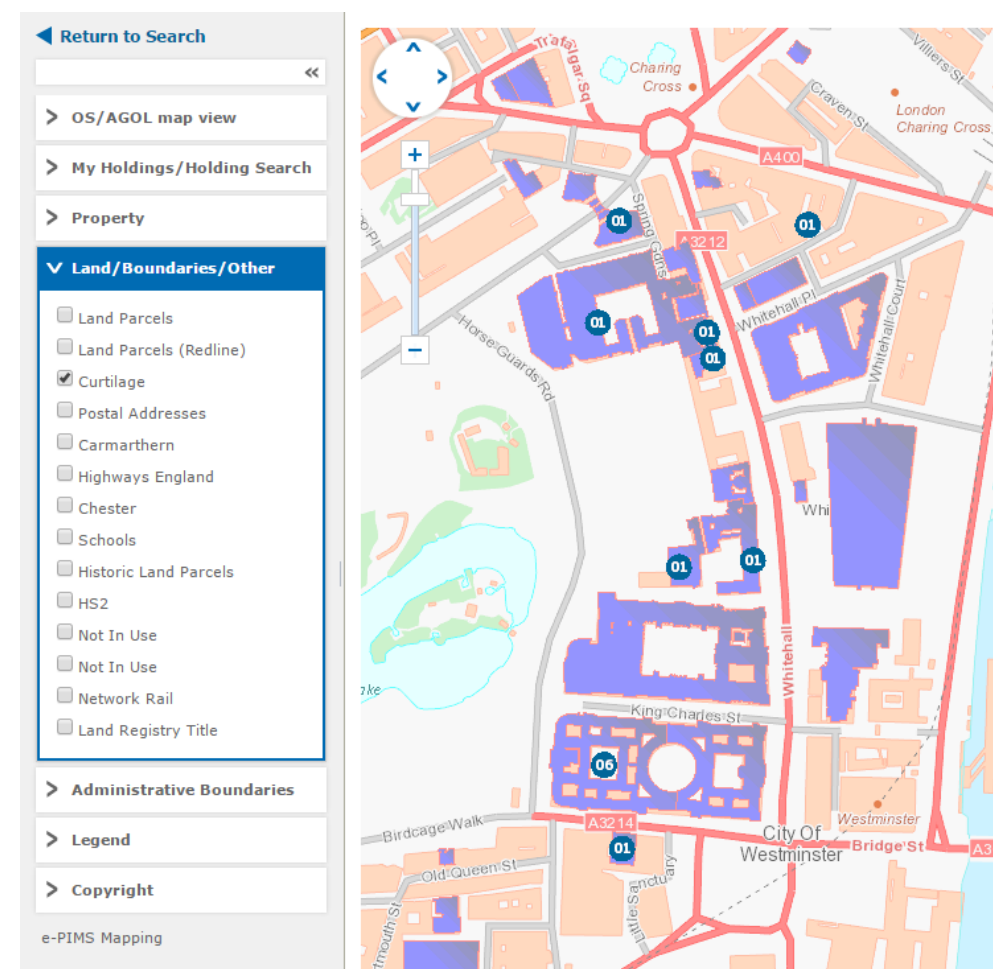 Return to Search
«
OS/AGOL map view
My Holdings/Holding Search
Property
Land/Boundaries/Other
Land Parcels
Land Parcels (Redline)
Curtilage
Postal Addresses
Carmarthern
Highways England
Chester
Schools
Historic Land Parcels
HS2
Not In Use
Not In Use
Network Rail
Land Registry Title
Administrative Boundaries
Legend
Copyright
e-PIMS Mapping
Trafalgar Sq
Charing
Cross
Villiers St
Craven St
London
Charing Cross
A400
+
01
01
Spring Gdns
A3212
Pl
01
01
01
Whitehall Pl
Whitehall Court
Horse Guards Rd
−
Whi
01
01
ake
Whitehall
King Charles St
06
Westminster
Birdcage Walk
A3214
01
City Of
Westminster
Bridge St
A3
Old Queen St
Little Sanctu
tmouth St